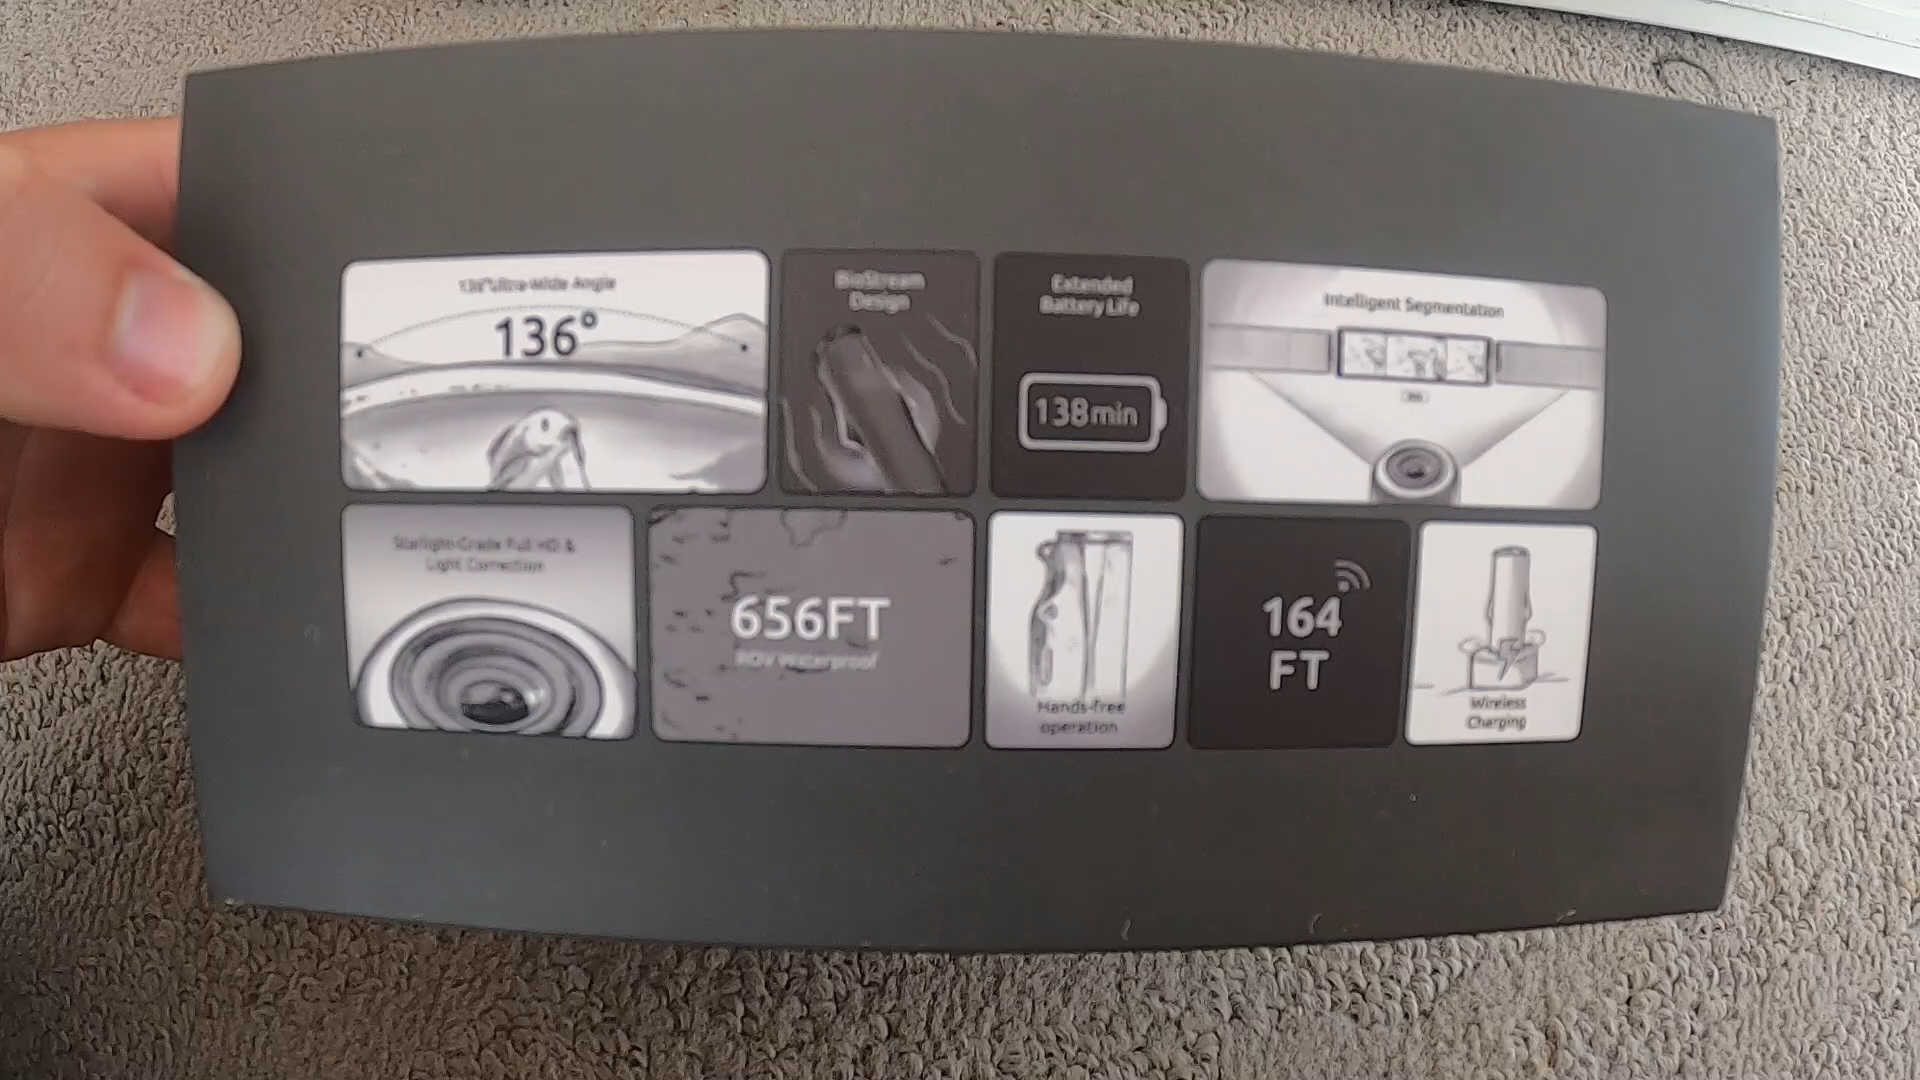 136°Ultra-Wide Angle
136°
BioStream
Design
Extended
Battery Life
138min
Intelligent Segmentation
Starlight-Grade Full HD &
Light Correction
656FT
Waterproof
Hands-free
operation
164
FT
Wireless
Charging